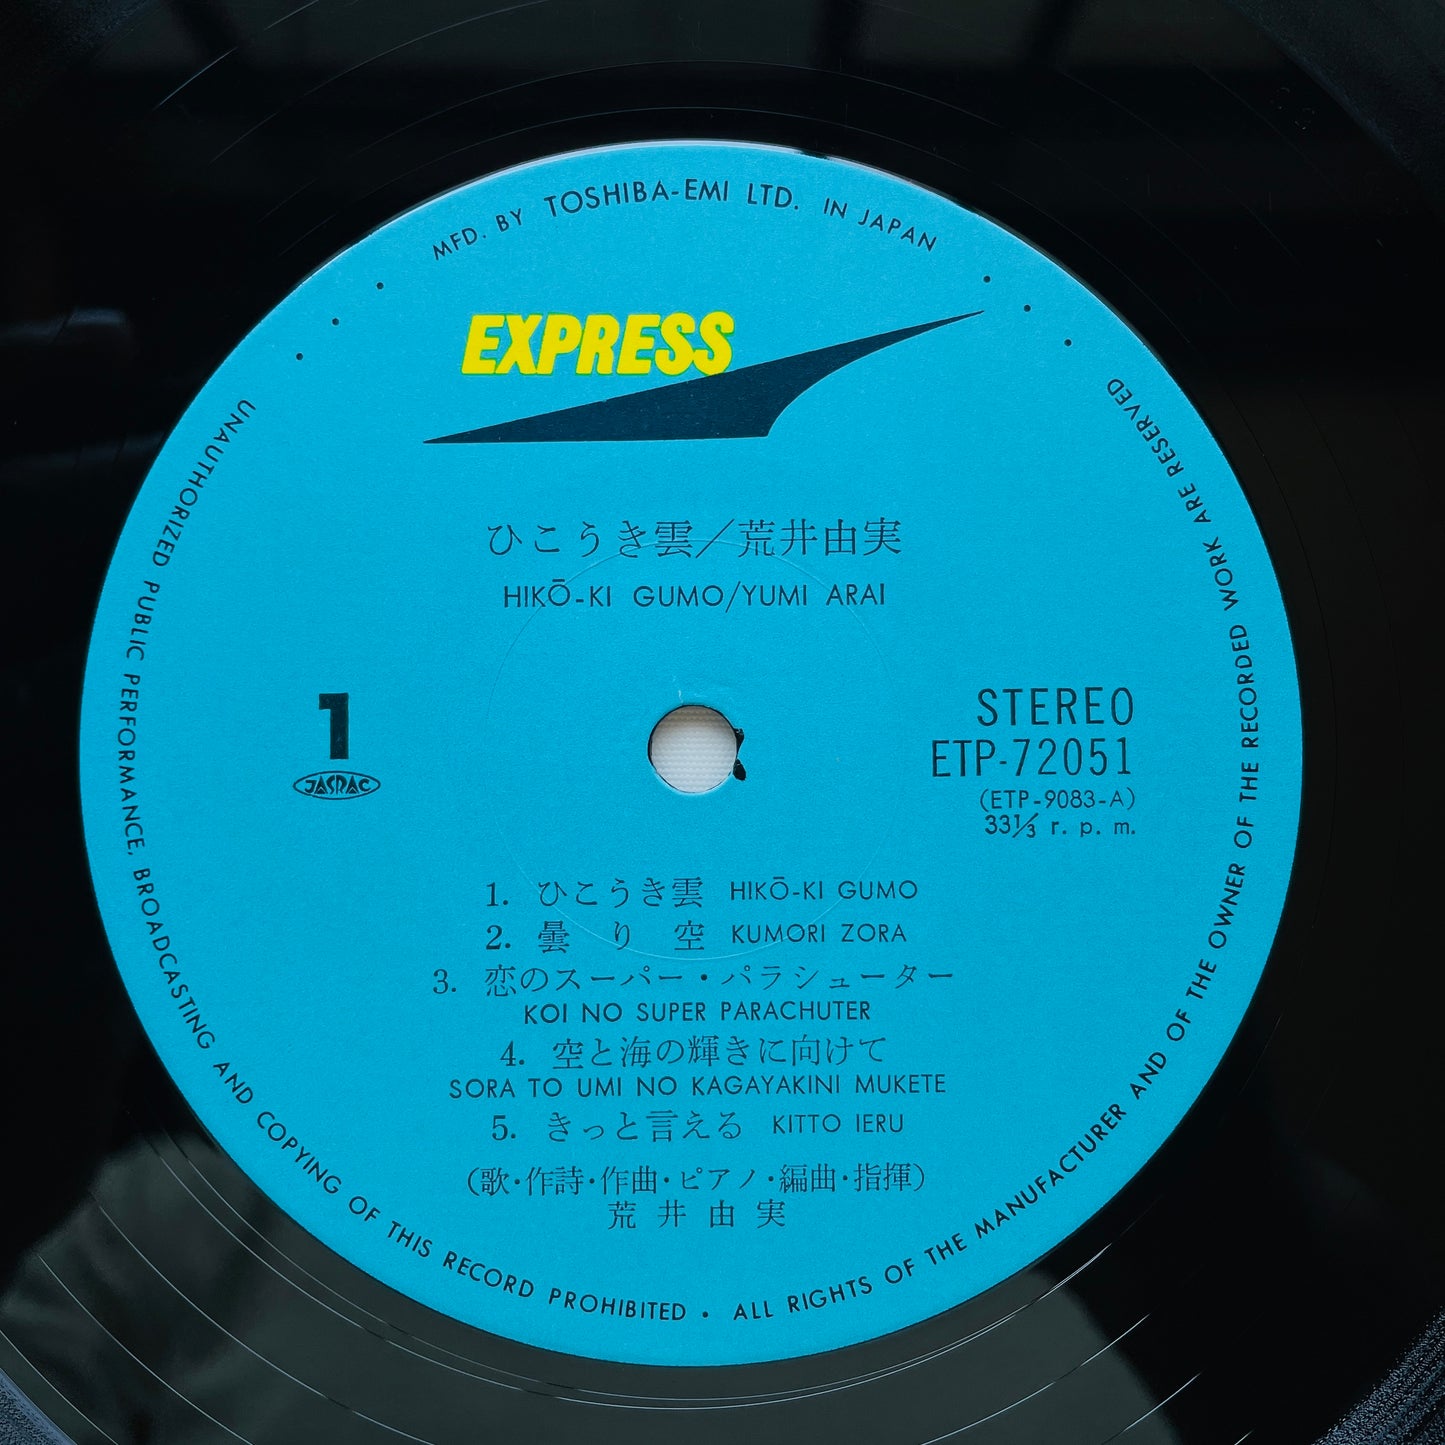 MFD. BY TOSHIBA-EMI LTD. IN JAPAN
EXPRESS
ひこうき雲／荒井由実
HIKŌ-KI GUMO/YUMI ARAI
1
JASRAC
STEREO
ETP-72051
(ETP-9083-A)
33⅓ r. p. m.
1. ひこうき雲 HIKŌ-KI GUMO
2. 曇り空 KUMORI ZORA
3. 恋のスーパー・パラシューター
KOI NO SUPER PARACHUTER
4. 空と海の輝きに向けて
SORA TO UMI NO KAGAYAKINI MUKETE
5. きっと言える KITTO IERU
(歌・作詩・作曲・ピアノ・編曲・指揮)
荒井由実
UNAUTHORIZED PUBLIC PERFORMANCE, BROADCASTING AND COPYING OF THIS RECORD PROHIBITED • ALL RIGHTS OF THE MANUFACTURER AND OF THE OWNER OF THE RECORDED WORK ARE RESERVED